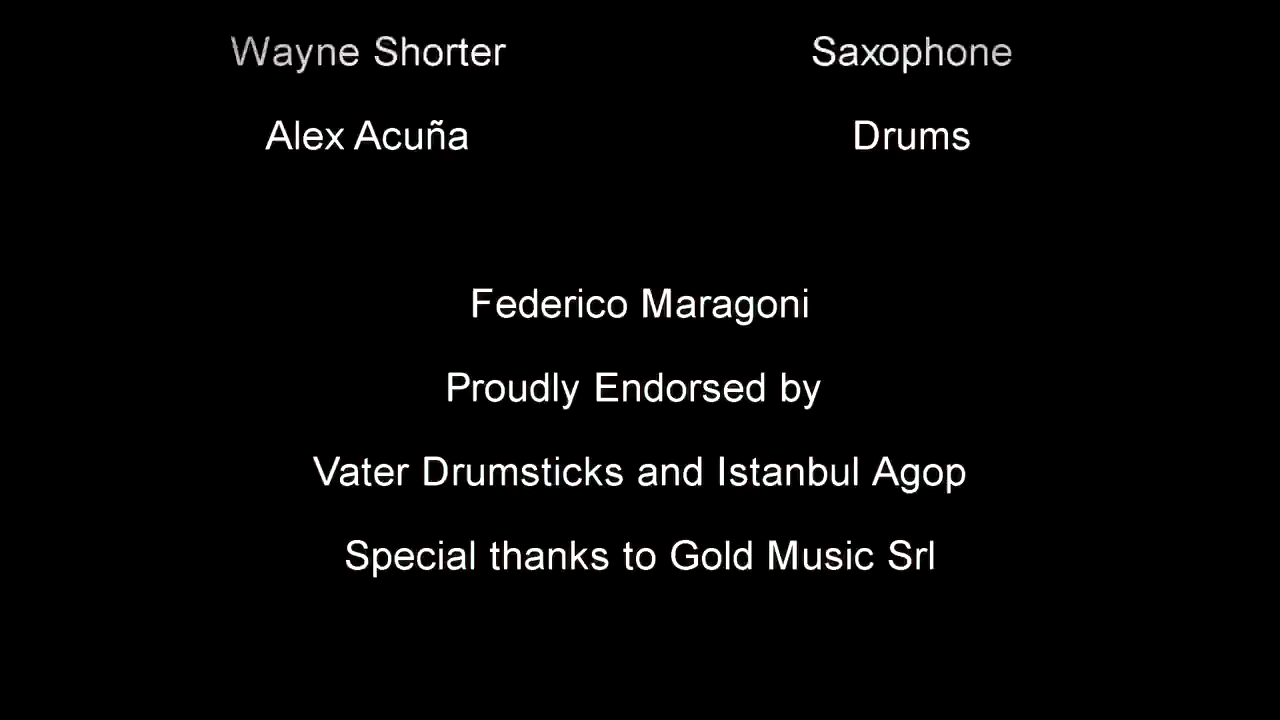 Wayne Shorter Saxophone
Alex Acuña Drums
Federico Maragoni
Proudly Endorsed by
Vater Drumsticks and Istanbul Agop
Special thanks to Gold Music Srl